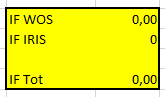 IF WOS 0,00
IF IRIS 0
IF Tot 0,00